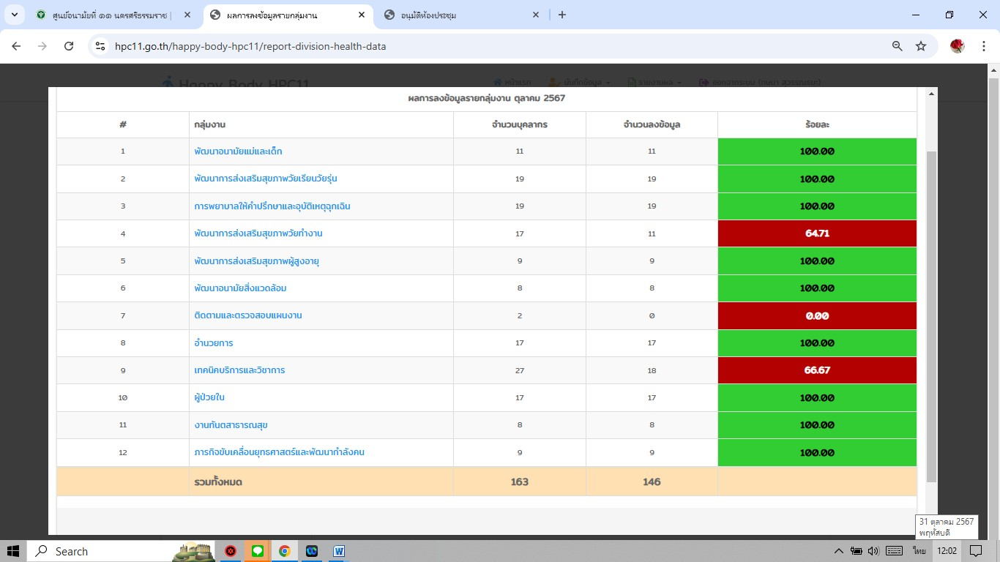 ศูนย์อนามัยที่ ๑๑ นครศรีธรรมราช |
ผลการลงข้อมูลรายกลุ่มงาน
อนุมัติห้องประชุม
hpc11.go.th/happy-body-hpc11/report-division-health-data
Happy Body HPC11 หน้าแรก บันทึกข้อมูล รายงานผล
ผลการลงข้อมูลรายกลุ่มงาน ตุลาคม 2567
# กลุ่มงาน จำนวนบุคลากร จำนวนลงข้อมูล ร้อยละ
1 พัฒนาอนามัยแม่และเด็ก 11 11 100.00
2 พัฒนาการส่งเสริมสุขภาพวัยเรียนวัยรุ่น 19 19 100.00
3 การพยาบาลให้คำปรึกษาและอุบัติเหตุฉุกเฉิน 19 19 100.00
4 พัฒนาการส่งเสริมสุขภาพวัยทำงาน 17 11 64.71
5 พัฒนาการส่งเสริมสุขภาพผู้สูงอายุ 9 9 100.00
6 พัฒนาอนามัยสิ่งแวดล้อม 8 8 100.00
7 ติดตามและตรวจสอบแผนงาน 2 0 0.00
8 อำนวยการ 17 17 100.00
9 เทคนิคบริการและวิชาการ 27 18 66.67
10 ผู้ป่วยใน 17 17 100.00
11 งานทันตสาธารณสุข 8 8 100.00
12 ภารกิจขับเคลื่อนยุทธศาสตร์และพัฒนากำลังคน 9 9 100.00
รวมทั้งหมด 163 146
31 ตุลาคม 2567
พฤหัสบดี
Search ไทย 12:02